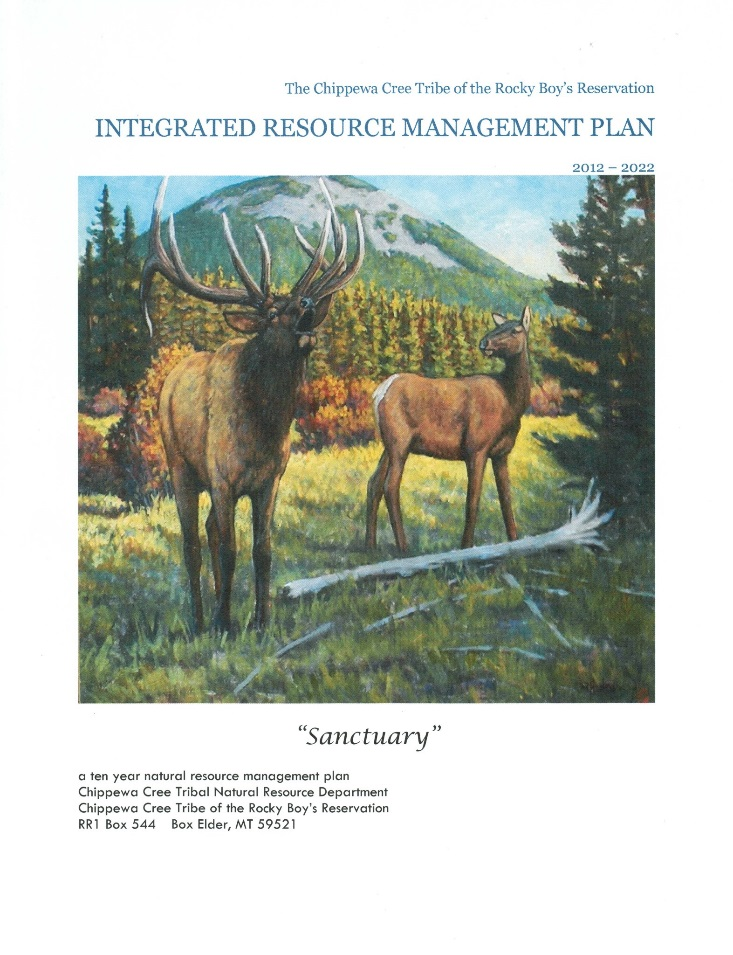 The Chippewa Cree Tribe of the Rocky Boy's Reservation
INTEGRATED RESOURCE MANAGEMENT PLAN
2012 – 2022
“Sanctuary”
a ten year natural resource management plan
Chippewa Cree Tribal Natural Resource Department
Chippewa Cree Tribe of the Rocky Boy's Reservation
RR1 Box 544    Box Elder, MT 59521